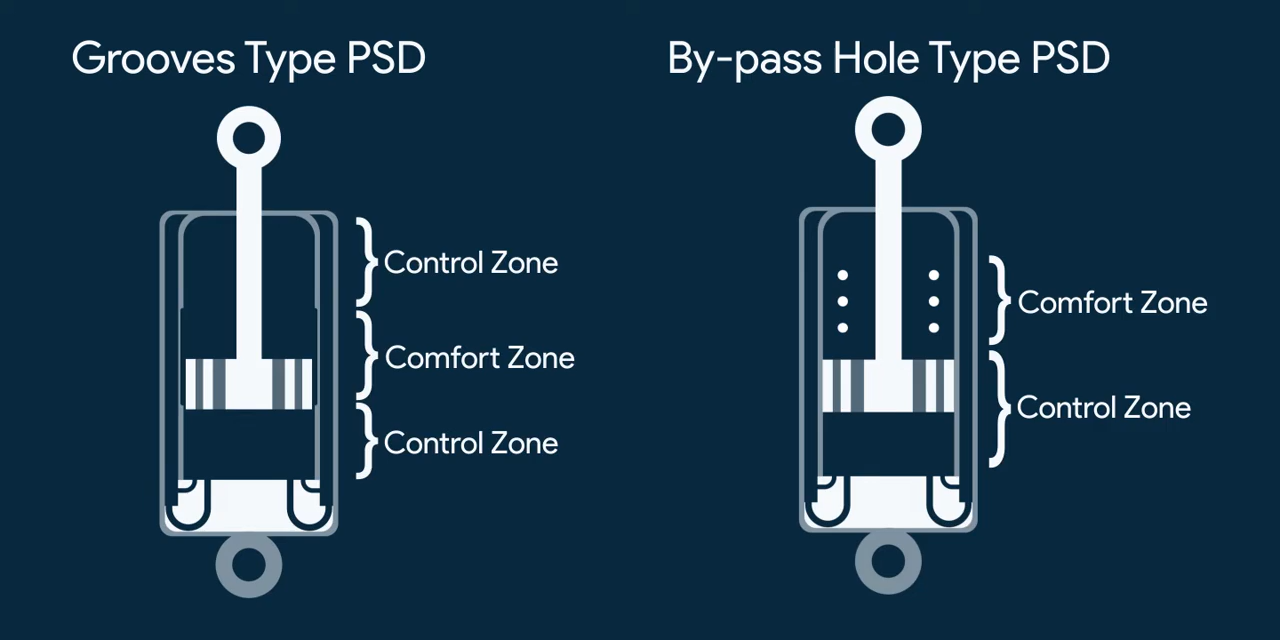 Grooves Type PSD
Control Zone
Comfort Zone
Control Zone
By-pass Hole Type PSD
Comfort Zone
Control Zone